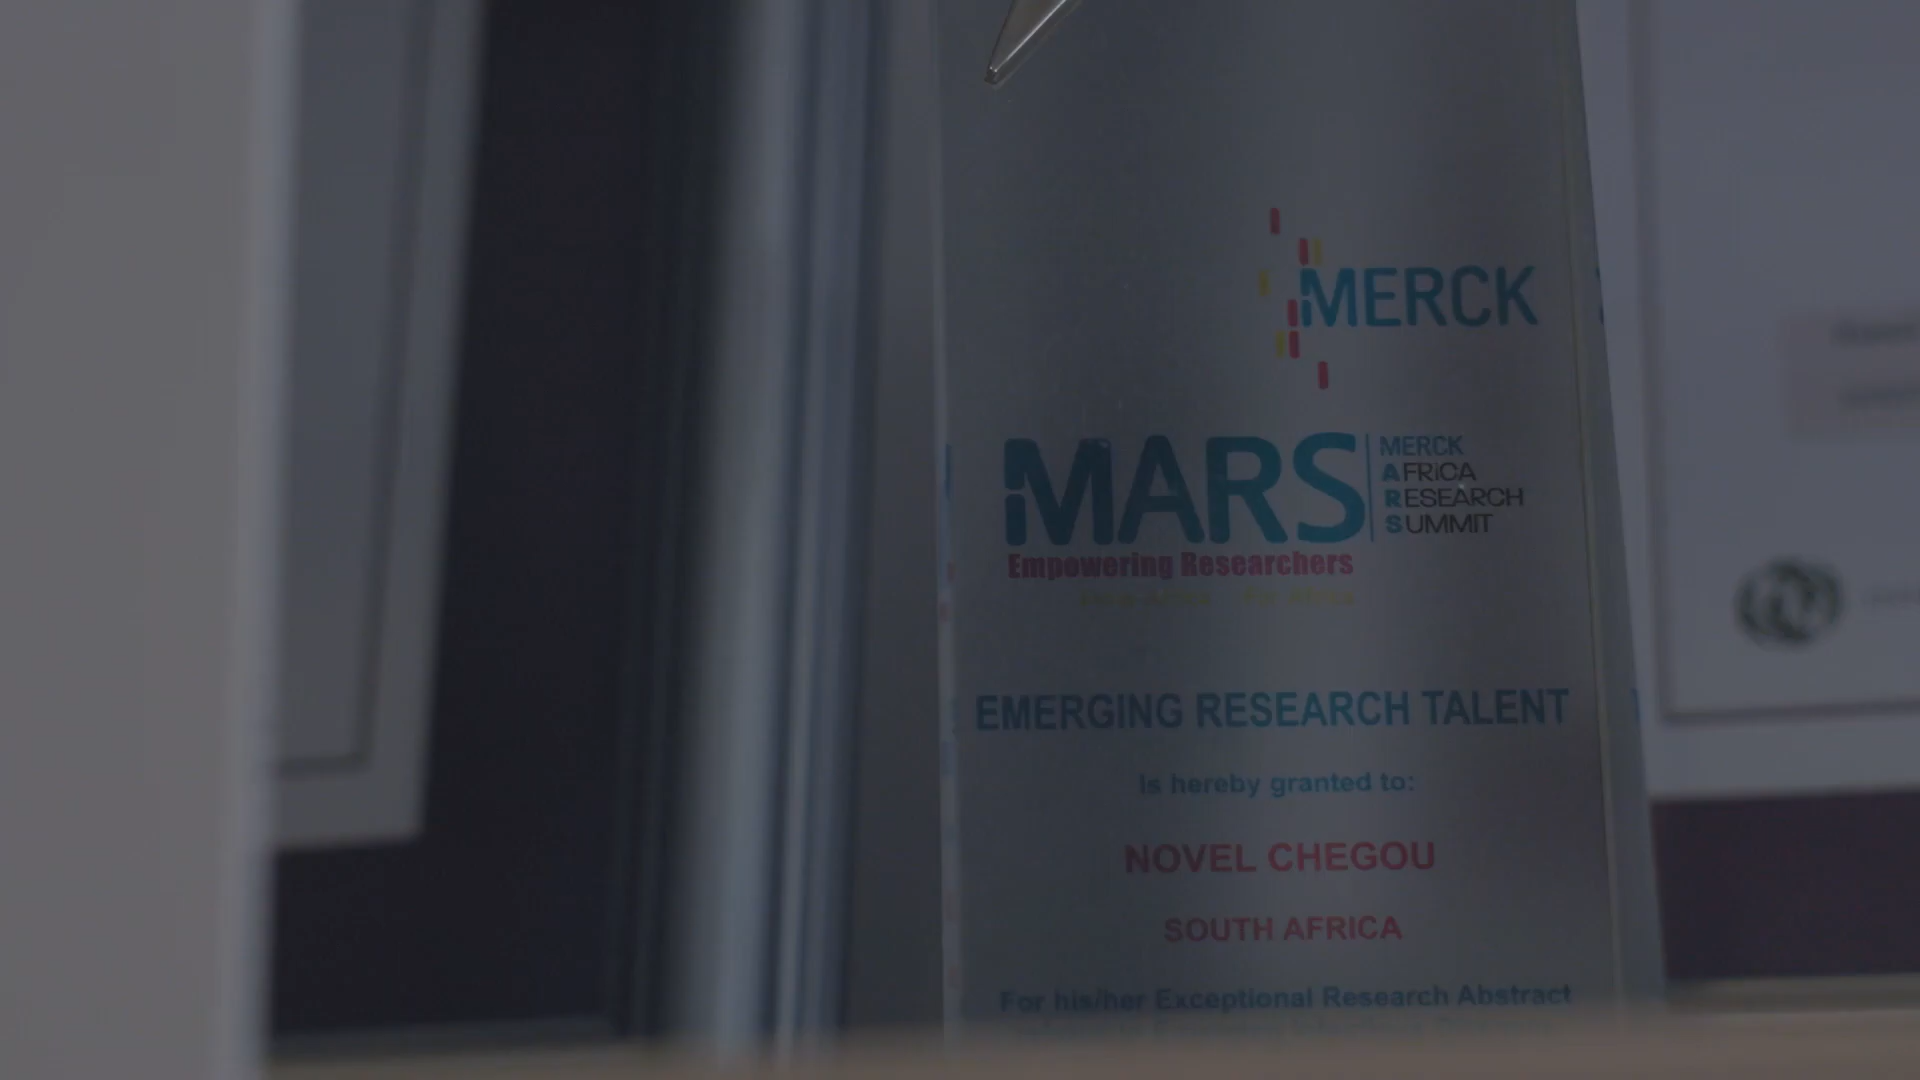 MERCK
MARS
MERCK
AFRICA
RESEARCH
SUMMIT
Empowering Researchers
EMERGING RESEARCH TALENT
Is hereby granted to:
NOVEL CHEGOU
SOUTH AFRICA
For his/her Exceptional Research Abstract